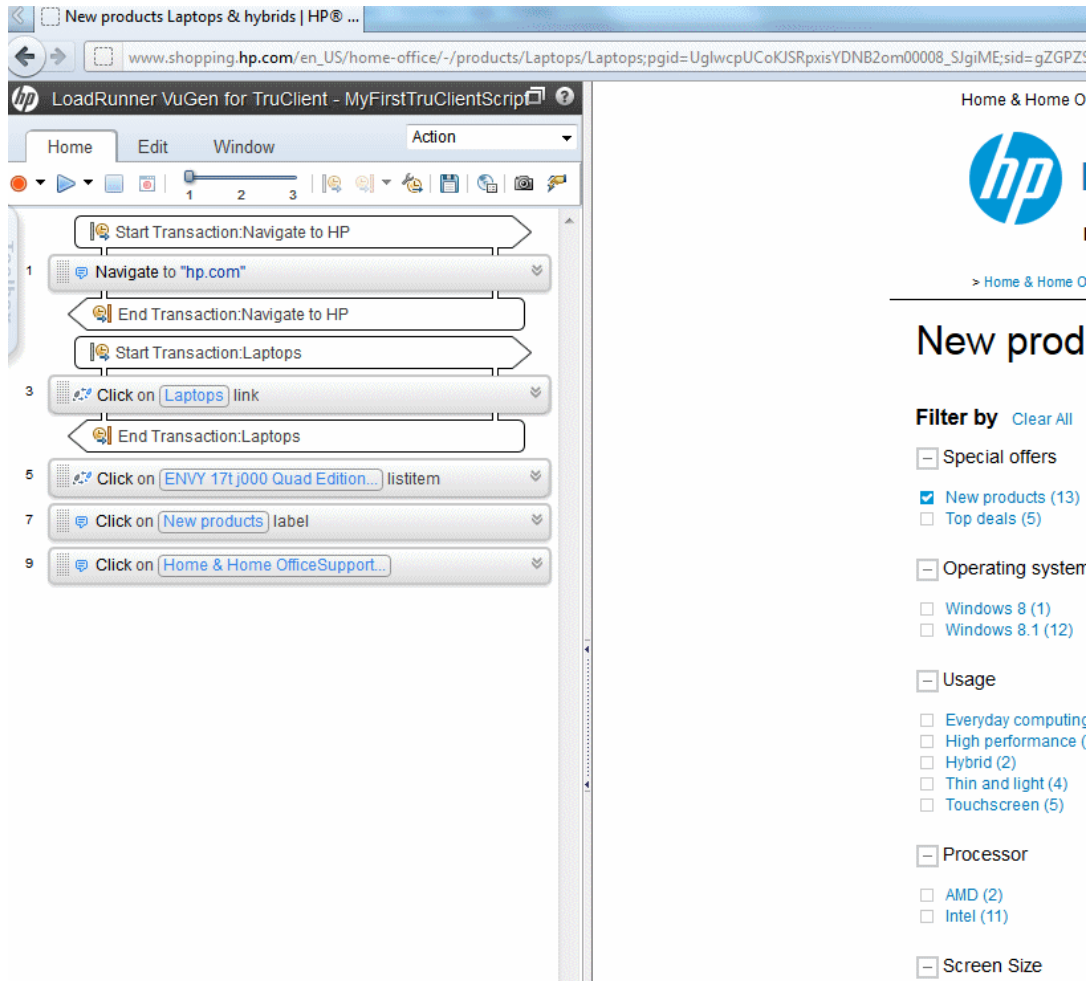 New products Laptops & hybrids | HP® ...
www.shopping.hp.com/en_US/home-office/-/products/Laptops/Laptops;pgid=UglwcpUCoKJSRpxisYDNB2om00008_SJgiME;sid=gZGPZS
hp LoadRunner VuGen for TruClient - MyFirstTruClientScript
Home Edit Window Action
1 2 3
Start Transaction:Navigate to HP
1 Navigate to "hp.com"
End Transaction:Navigate to HP
Start Transaction:Laptops
3 Click on Laptops link
End Transaction:Laptops
5 Click on ENVY 17t j000 Quad Edition... listitem
7 Click on New products label
9 Click on Home & Home OfficeSupport...
Home & Home O
hp
> Home & Home O
New prod
Filter by Clear All
Special offers
New products (13)
Top deals (5)
Operating system
Windows 8 (1)
Windows 8.1 (12)
Usage
Everyday computing
High performance (
Hybrid (2)
Thin and light (4)
Touchscreen (5)
Processor
AMD (2)
Intel (11)
Screen Size